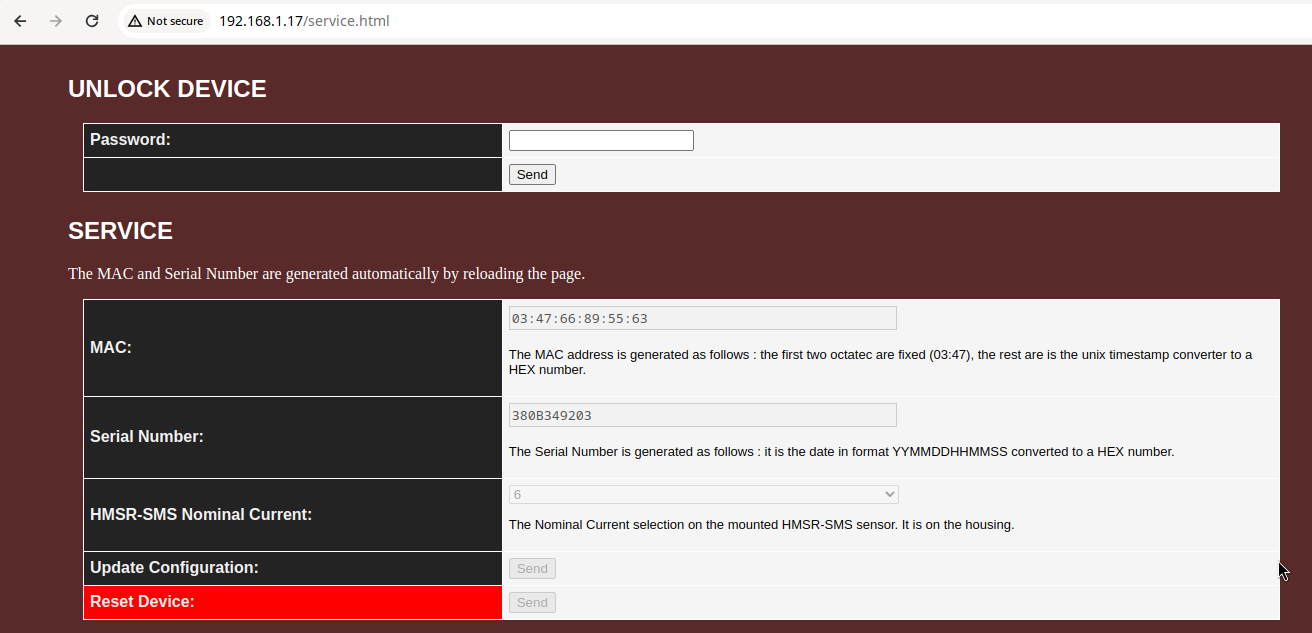 Not secure 192.168.1.17/service.html
UNLOCK DEVICE
Password:
Send
SERVICE
The MAC and Serial Number are generated automatically by reloading the page.
MAC:
03:47:66:89:55:63
The MAC address is generated as follows : the first two octatec are fixed (03:47), the rest are is the unix timestamp converter to a
HEX number.
Serial Number:
380B349203
The Serial Number is generated as follows : it is the date in format YYMMDDHHMMSS converted to a HEX number.
HMSR-SMS Nominal Current:
6
The Nominal Current selection on the mounted HMSR-SMS sensor. It is on the housing.
Update Configuration:
Send
Reset Device:
Send